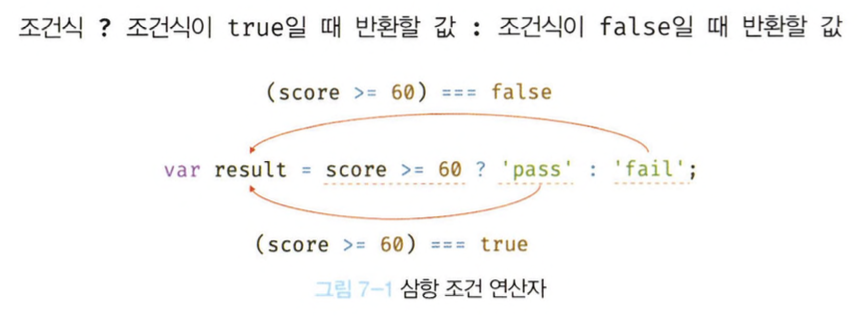 조건식 ? 조건식이 true일 때 반환할 값 : 조건식이 false일 때 반환할 값
(score >= 60) === false
var result = score >= 60 ? 'pass' : 'fail';
(score >= 60) === true
그림 7-1 삼항 조건 연산자